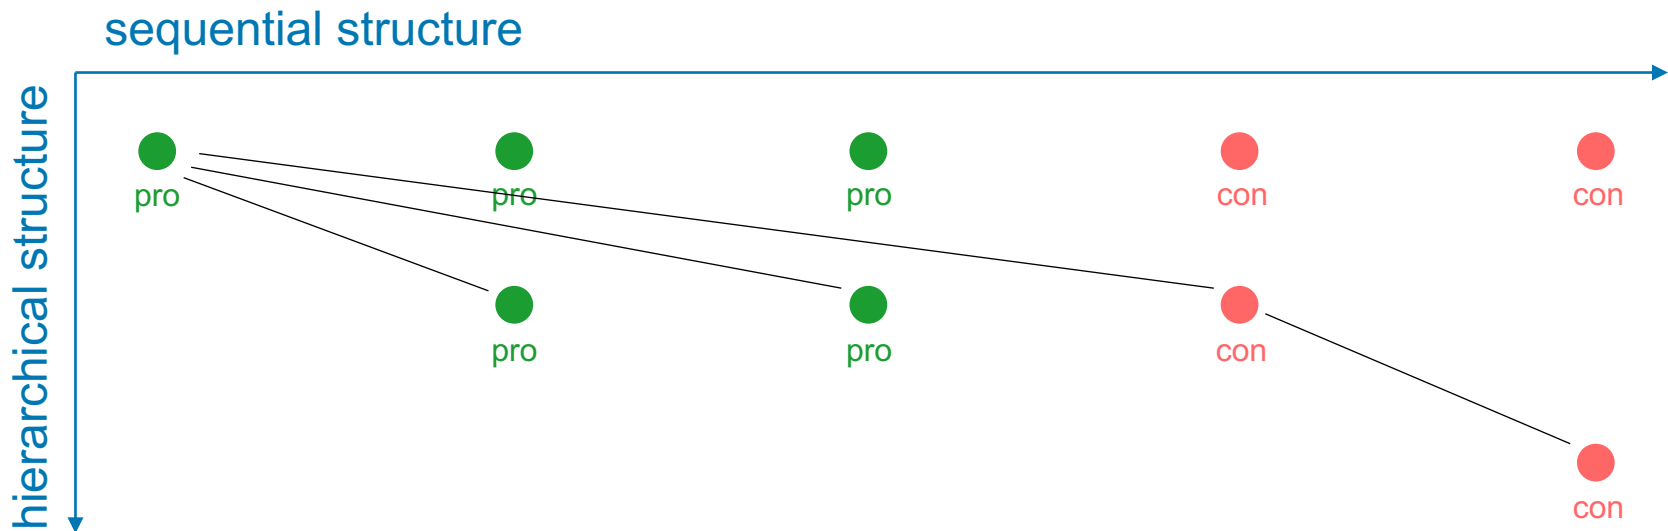 sequential structure
hierarchical structure
pro
pro
pro
con
con
pro
pro
con
con